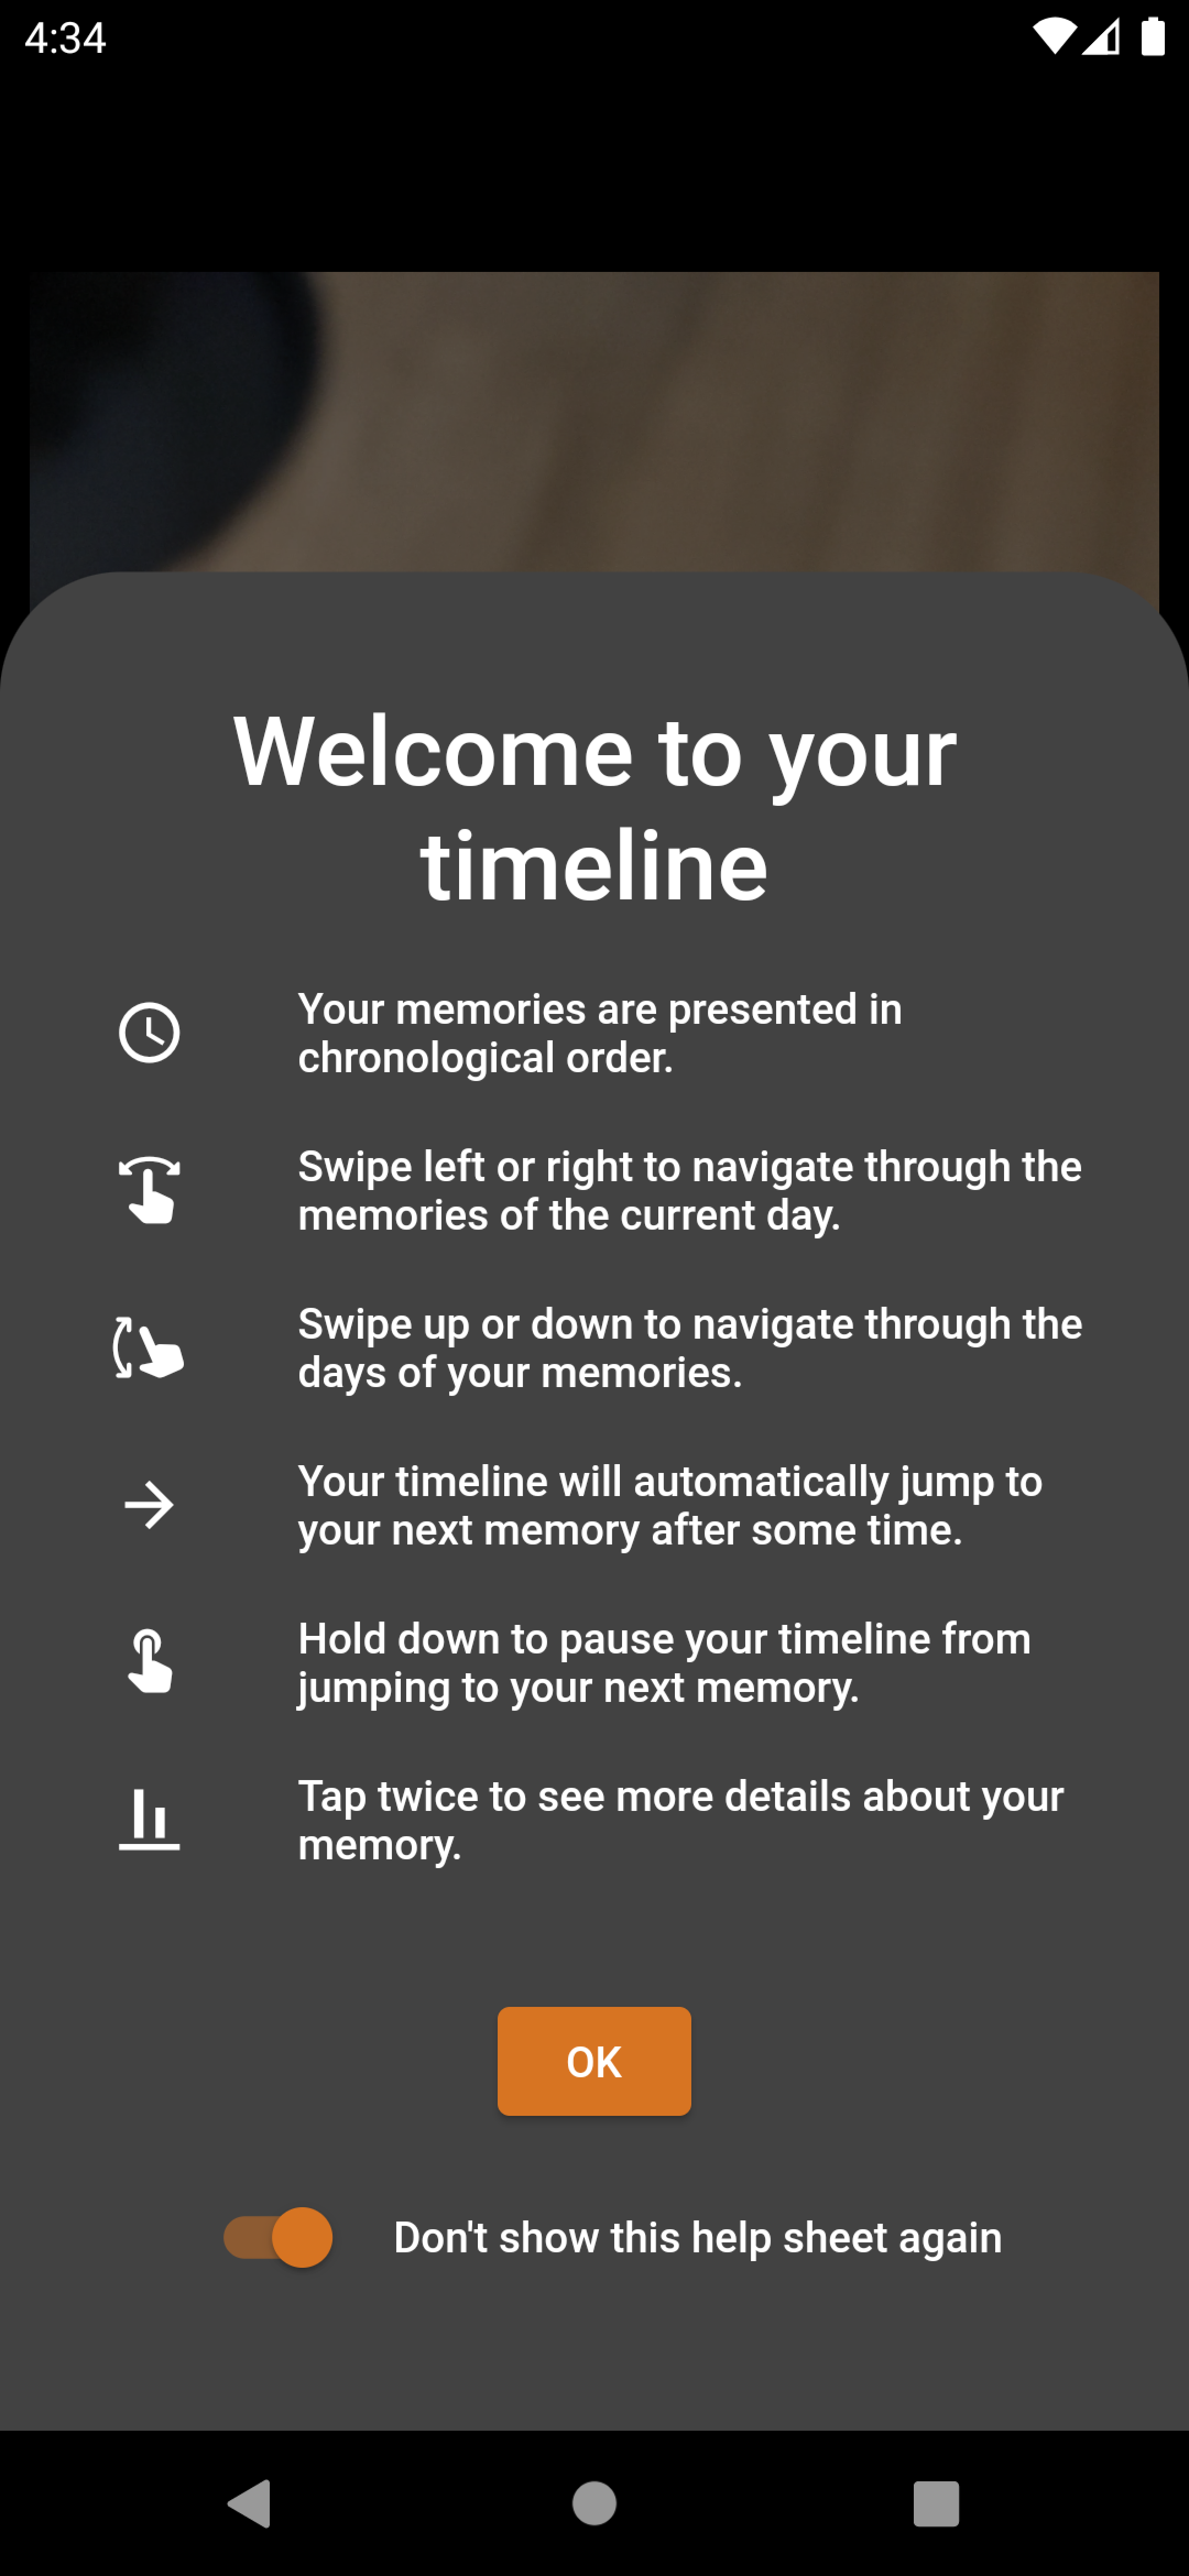 4:34
Welcome to your
timeline
Your memories are presented in
chronological order.
Swipe left or right to navigate through the
memories of the current day.
Swipe up or down to navigate through the
days of your memories.
Your timeline will automatically jump to
your next memory after some time.
Hold down to pause your timeline from
jumping to your next memory.
Tap twice to see more details about your
memory.
OK
Don't show this help sheet again